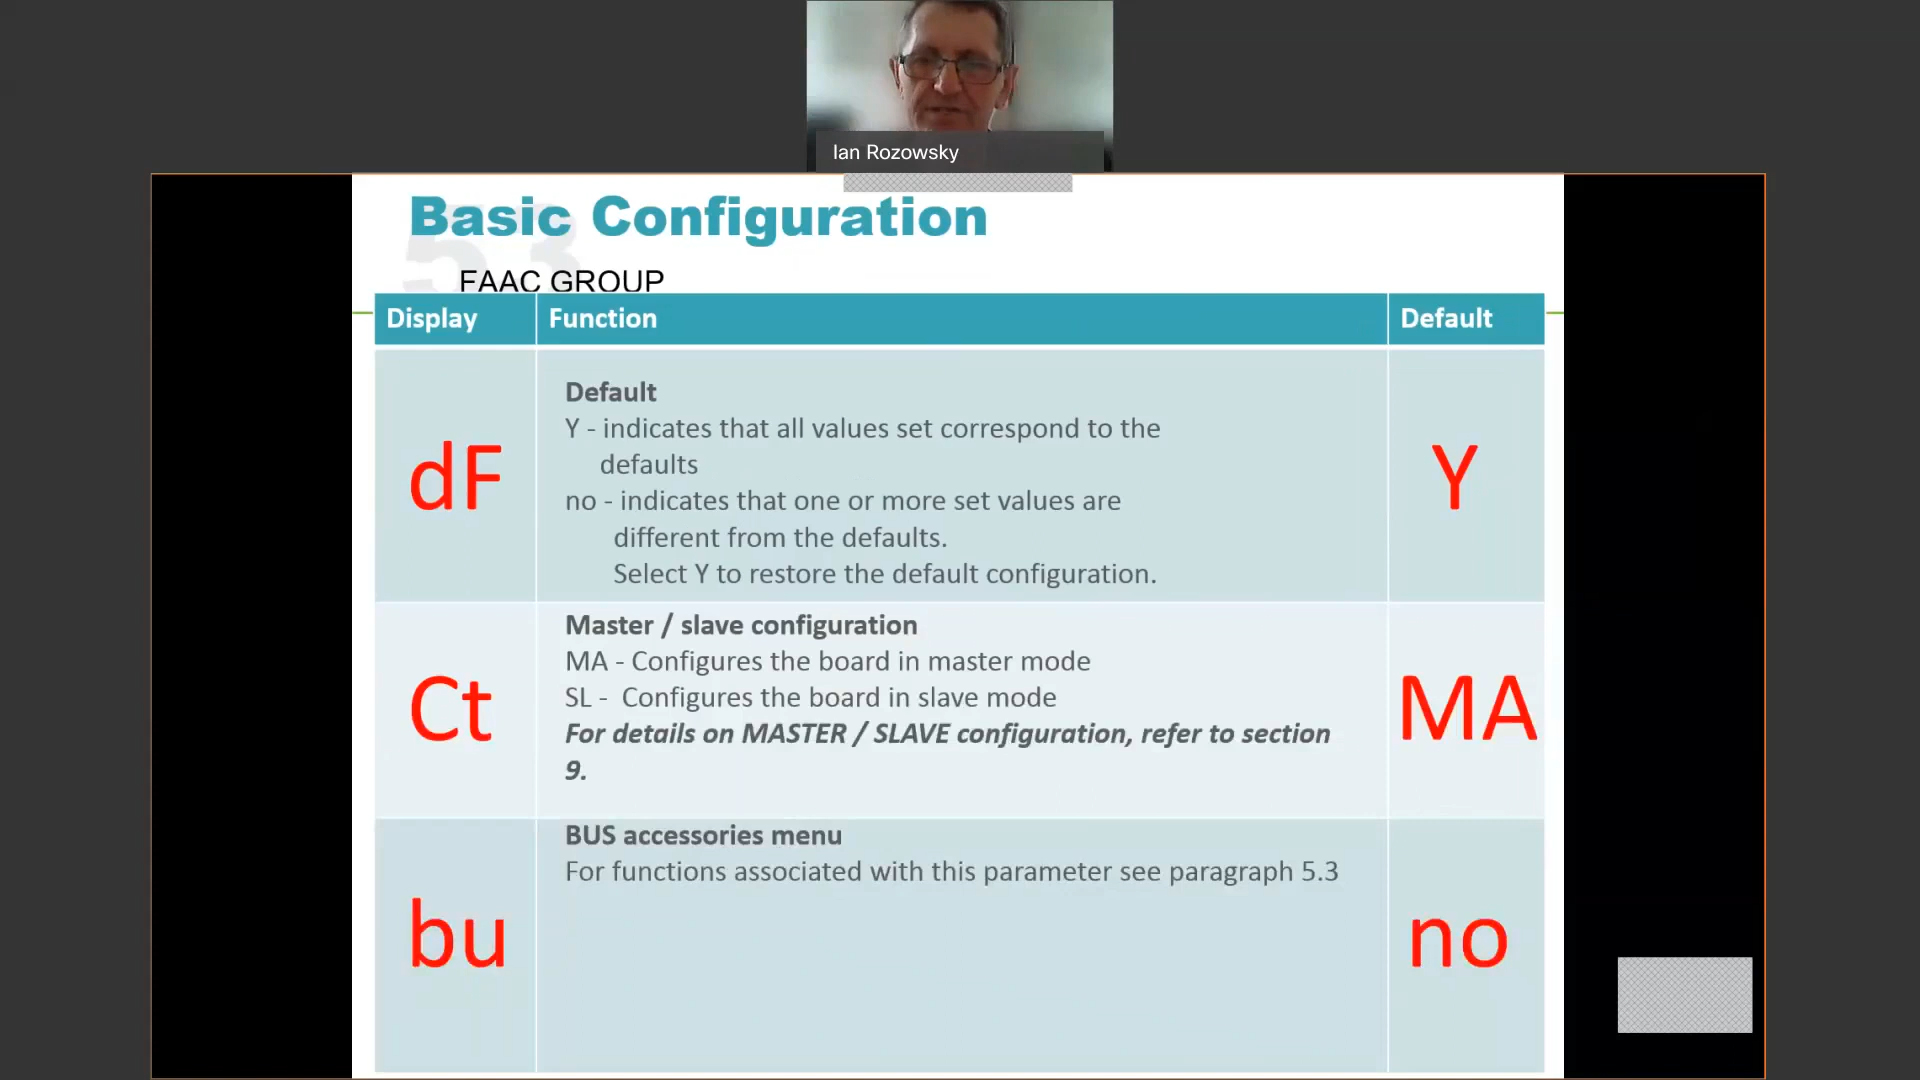 Ian Rozowsky
Basic Configuration
53
FAAC GROUP
Display Function Default
dF
Default
Y - indicates that all values set correspond to the
defaults
no - indicates that one or more set values are
different from the defaults.
Select Y to restore the default configuration.
Y
Ct
Master / slave configuration
MA - Configures the board in master mode
SL - Configures the board in slave mode
For details on MASTER / SLAVE configuration, refer to section
9.
MA
bu
BUS accessories menu
For functions associated with this parameter see paragraph 5.3
no